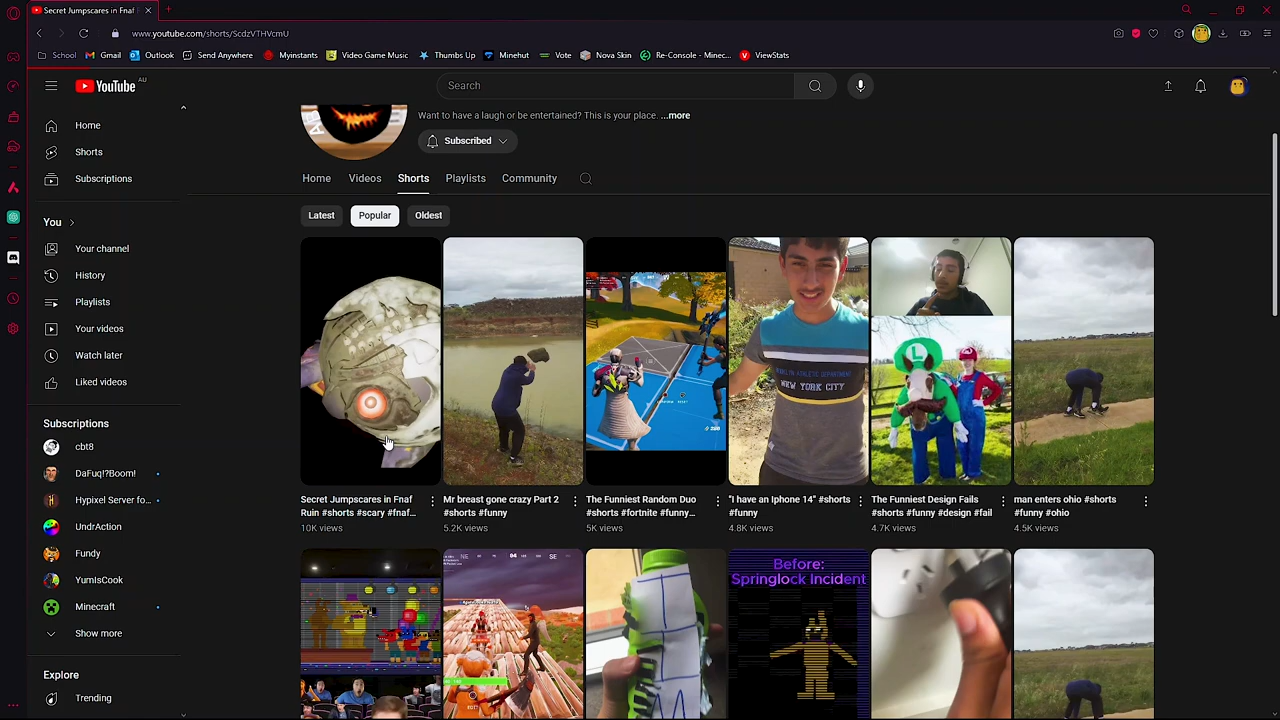 Secret Jumpscares in Fnaf
www.youtube.com/shorts/ScdzVTHVcmU
School
Gmail
Outlook
Send Anywhere
Myinstants
Video Game Music
Thumbs Up
Minehut
Vote
Nova Skin
Re-Console - Minec...
ViewStats
YouTube AU
Search
Want to have a laugh or be entertained? This is your place. ...more
Subscribed
Home
Videos
Shorts
Playlists
Community
Latest
Popular
Oldest
Home
Shorts
Subscriptions
You
Your channel
History
Playlists
Your videos
Watch later
Liked videos
Subscriptions
cbt8
DaFuq!?Boom!
Hypixel Server fo...
UndrAction
Fundy
YumIsCook
Minecraft
Show more
Explore
Trending
BROOKLYN ATHLETIC DEPARTMENT
NEW YORK CITY
Secret Jumpscares in Fnaf
Ruin #shorts #scary #fnaf...
10K views
Mr breast gone crazy Part 2
#shorts #funny
5.2K views
The Funniest Random Duo
#shorts #fortnite #funny...
5K views
"I have an Iphone 14" #shorts
#funny
4.8K views
The Funniest Design Fails
#shorts #funny #design #fail
4.7K views
man enters ohio #shorts
#funny #ohio
4.5K views
Before:
Springlock Incident